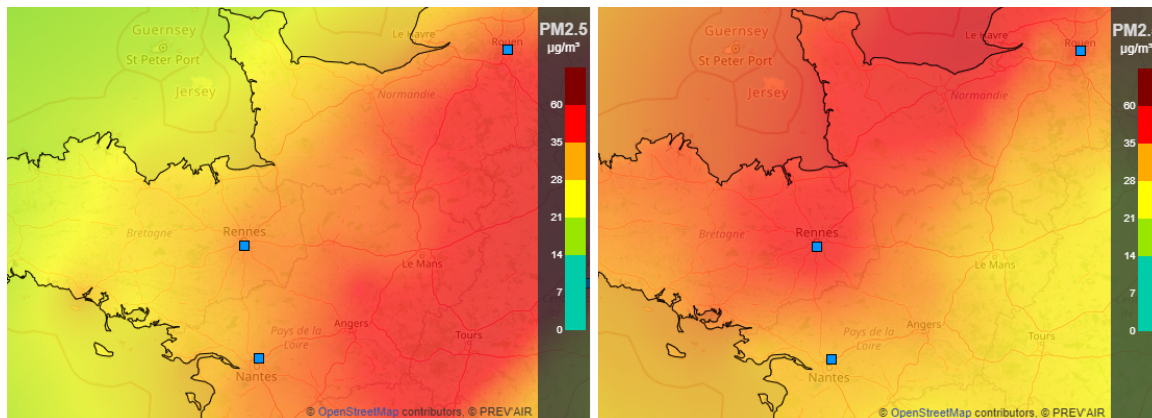 PM2.5
µg/m³
Guernsey
St Peter Port
Jersey
Le Havre
Rouen
Normandie
Bretagne
Rennes
Le Mans
Angers
Pays de la
Loire
Tours
Nantes
60
35
28
21
14
7
0
© OpenStreetMap contributors, © PREV'AIR
PM2.
µg/m³
Guernsey
St Peter Port
Jersey
Le Havre
Rouen
Normandie
Bretagne
Rennes
Le Mans
Angers
Pays de la
Loire
Tours
Nantes
60
35
28
21
14
7
0
© OpenStreetMap contributors, © PREV'AIR